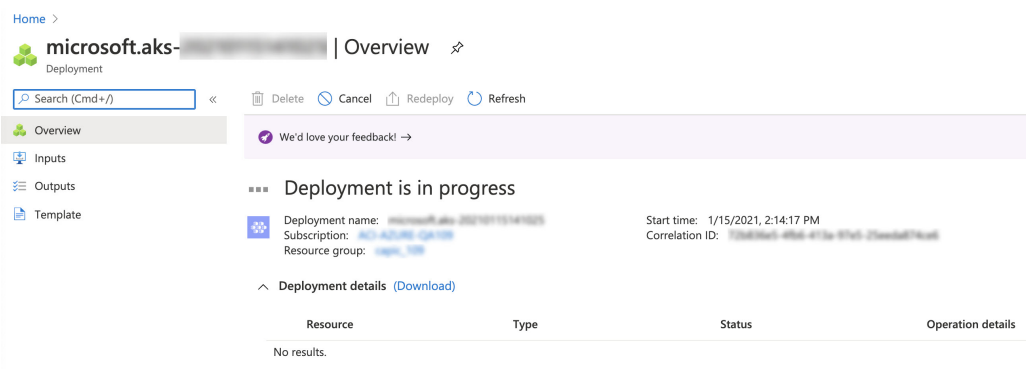 Home >
microsoft.aks- | Overview
Deployment
Search (Cmd+/) «
Delete Cancel Redeploy Refresh
We'd love your feedback! →
Overview
Inputs
Outputs
Template
Deployment is in progress
Deployment name: Start time: 1/15/2021, 2:14:17 PM
Subscription: Correlation ID:
Resource group:
Deployment details (Download)
Resource Type Status Operation details
No results.